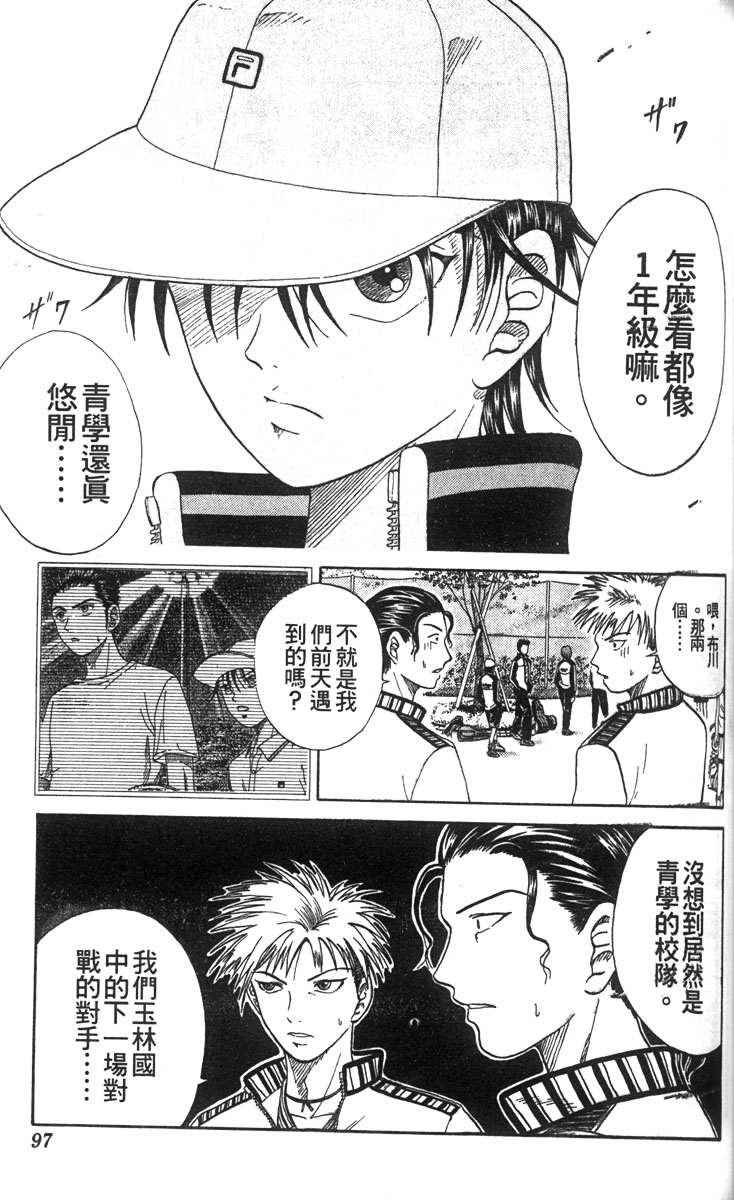 F
ザワ
怎麼看都像
1年級嘛。
ザワ
青學還真
悠閒……
喂，布川
。那兩
個……
不就是我
們前天遇
到的嗎？
沒想到居然是
青學的校隊。
我們玉林國
中的下一場對
戰的對手……
97